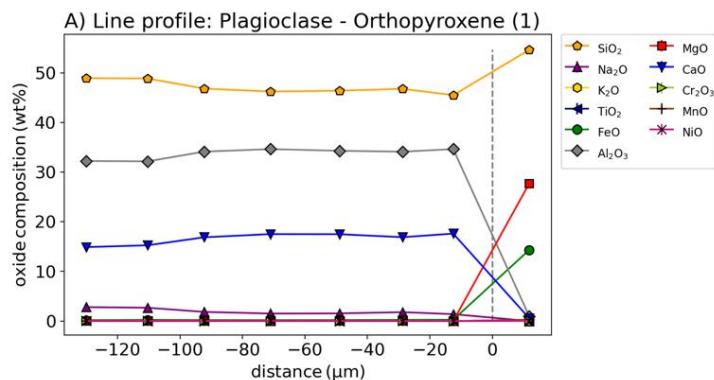 A) Line profile: Plagioclase - Orthopyroxene (1)
oxide composition (wt%)
50
40
30
20
10
0
−120 −100 −80 −60 −40 −20 0
distance (µm)
SiO₂
Na₂O
K₂O
TiO₂
FeO
Al₂O₃
MgO
CaO
Cr₂O₃
MnO
NiO